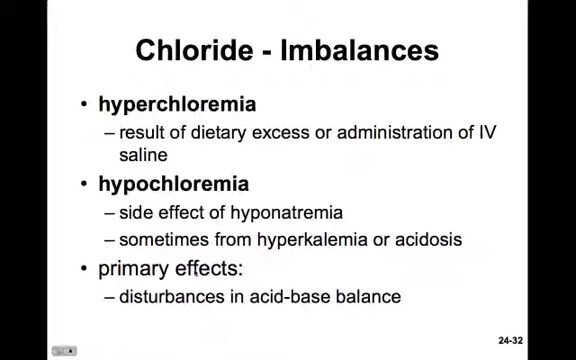 Chloride - Imbalances
• hyperchloremia
– result of dietary excess or administration of IV
saline
• hypochloremia
– side effect of hyponatremia
– sometimes from hyperkalemia or acidosis
• primary effects:
– disturbances in acid-base balance
24-32